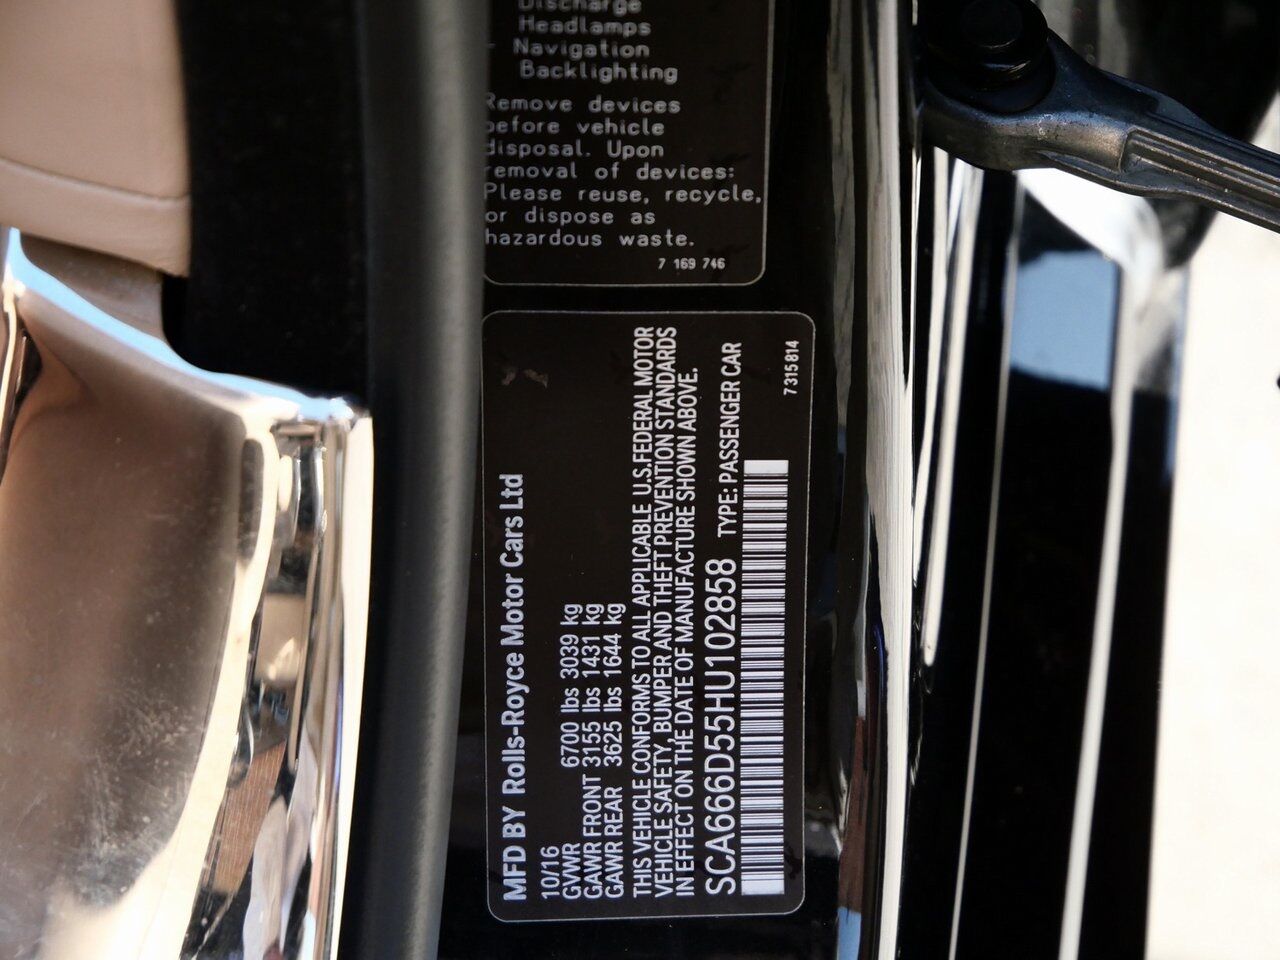 Discharge
Headlamps
- Navigation
Backlighting
Remove devices
before vehicle
disposal. Upon
removal of devices:
Please reuse, recycle,
or dispose as
hazardous waste.
7 169 746
MFD BY Rolls-Royce Motor Cars Ltd
10/16
GVWR 6700 lbs 3039 kg
GAWR FRONT 3155 lbs 1431 kg
GAWR REAR 3625 lbs 1644 kg
THIS VEHICLE CONFORMS TO ALL APPLICABLE U.S.FEDERAL MOTOR
VEHICLE SAFETY, BUMPER AND THEFT PREVENTION STANDARDS
IN EFFECT ON THE DATE OF MANUFACTURE SHOWN ABOVE.
SCA666D55HU102858 TYPE: PASSENGER CAR
7315814